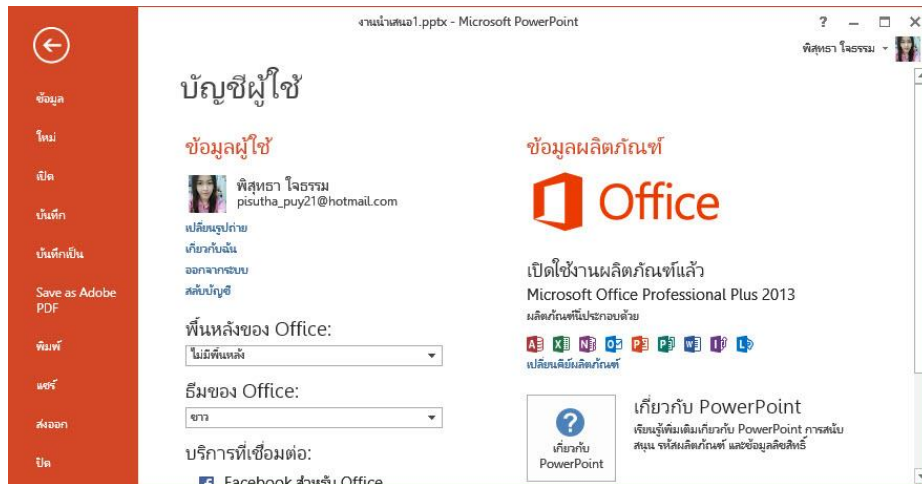 งานนำเสนอ1.pptx - Microsoft PowerPoint
พิสุทธา ใจธรรม
ข้อมูล
ใหม่
เปิด
บันทึก
บันทึกเป็น
Save as Adobe
PDF
พิมพ์
แชร์
ส่งออก
ปิด
บัญชีผู้ใช้
ข้อมูลผู้ใช้
พิสุทธา ใจธรรม
pisutha_puy21@hotmail.com
เปลี่ยนรูปถ่าย
เกี่ยวกับฉัน
ออกจากระบบ
สลับบัญชี
พื้นหลังของ Office:
ไม่มีพื้นหลัง
ธีมของ Office:
ขาว
บริการที่เชื่อมต่อ:
Facebook สำหรับ Office
ข้อมูลผลิตภัณฑ์
Office
เปิดใช้งานผลิตภัณฑ์แล้ว
Microsoft Office Professional Plus 2013
ผลิตภัณฑ์นี้ประกอบด้วย
เปลี่ยนคีย์ผลิตภัณฑ์
เกี่ยวกับ
PowerPoint
เกี่ยวกับ PowerPoint
เรียนรู้เพิ่มเติมเกี่ยวกับ PowerPoint การสนับ
สนุน รหัสผลิตภัณฑ์ และข้อมูลลิขสิทธิ์